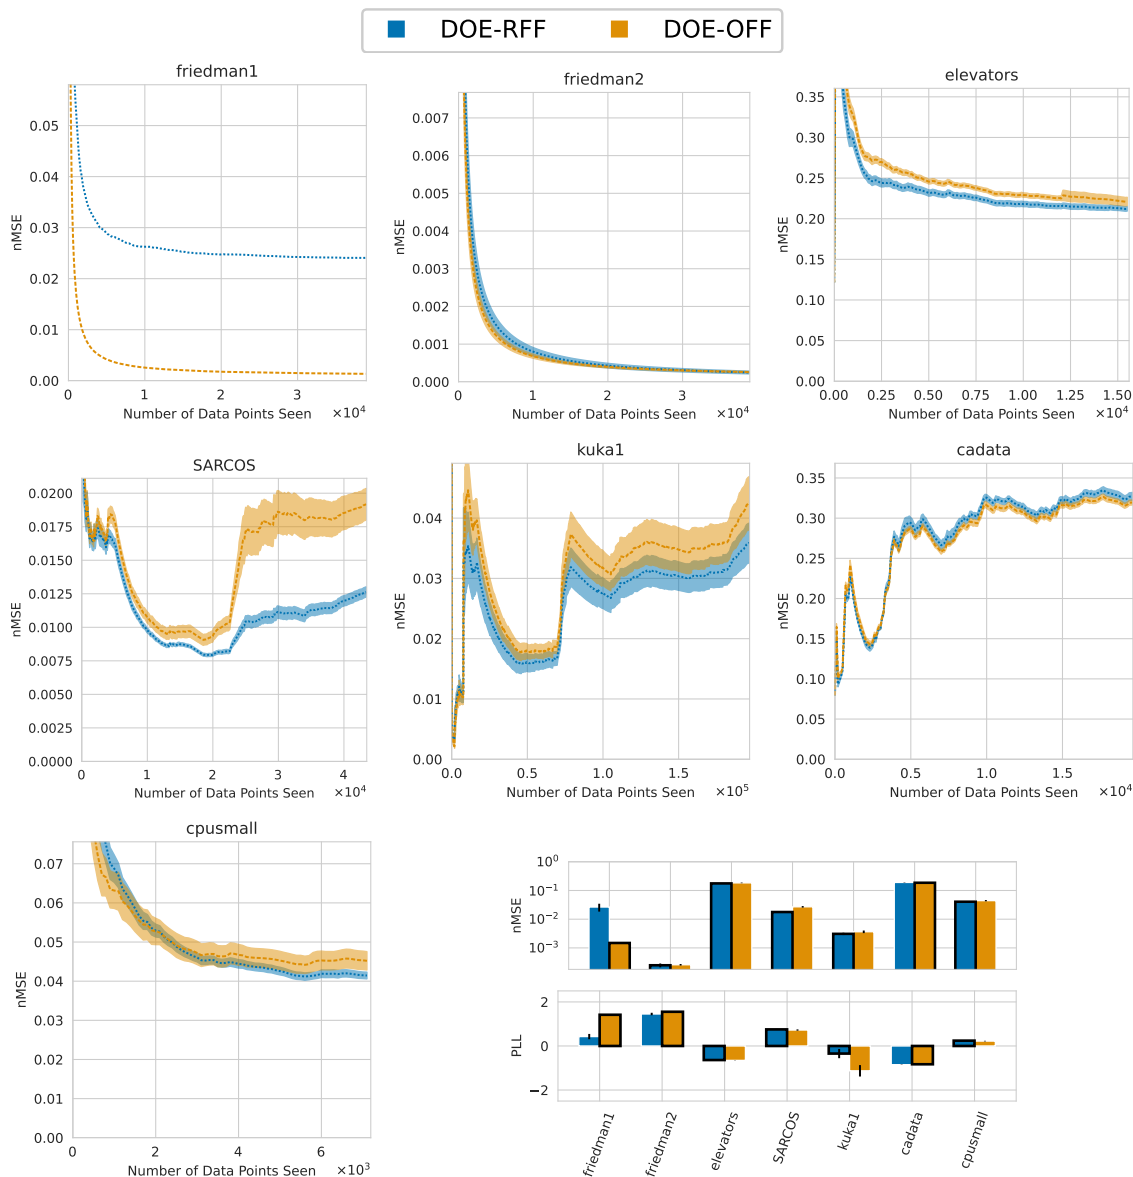 DOE-RFF DOE-OFF
friedman1
nMSE
0.05
0.04
0.03
0.02
0.01
0.00
0 1 2 3
Number of Data Points Seen ×10⁴
friedman2
nMSE
0.007
0.006
0.005
0.004
0.003
0.002
0.001
0.000
0 1 2 3
Number of Data Points Seen ×10⁴
elevators
nMSE
0.35
0.30
0.25
0.20
0.15
0.10
0.05
0.00
0.0 0.25 0.5 0.75 1.0 1.25 1.5
Number of Data Points Seen ×10⁴
SARCOS
nMSE
0.0200
0.0175
0.0150
0.0125
0.0100
0.0075
0.0050
0.0025
0.0000
0 1 2 3 4
Number of Data Points Seen ×10⁴
kuka1
nMSE
0.04
0.03
0.02
0.01
0.00
0.0 0.5 1.0 1.5
Number of Data Points Seen ×10⁵
cadata
nMSE
0.35
0.30
0.25
0.20
0.15
0.10
0.05
0.00
0.0 0.5 1.0 1.5
Number of Data Points Seen ×10⁴
cpusmall
nMSE
0.07
0.06
0.05
0.04
0.03
0.02
0.01
0.00
0 2 4 6
Number of Data Points Seen ×10³
nMSE
10⁰
10⁻¹
10⁻²
10⁻³
PLL
2
0
−2
friedman1
friedman2
elevators
SARCOS
kuka1
cadata
cpusmall